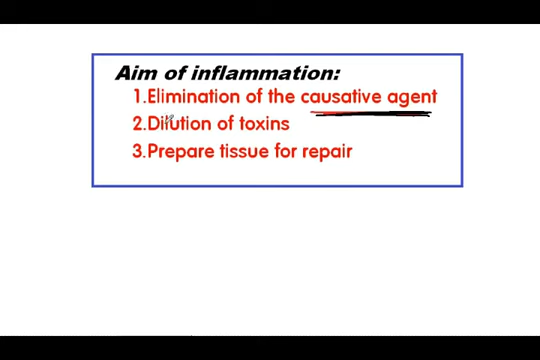 Aim of inflammation:
1.Elimination of the causative agent
2.Dilution of toxins
3.Prepare tissue for repair